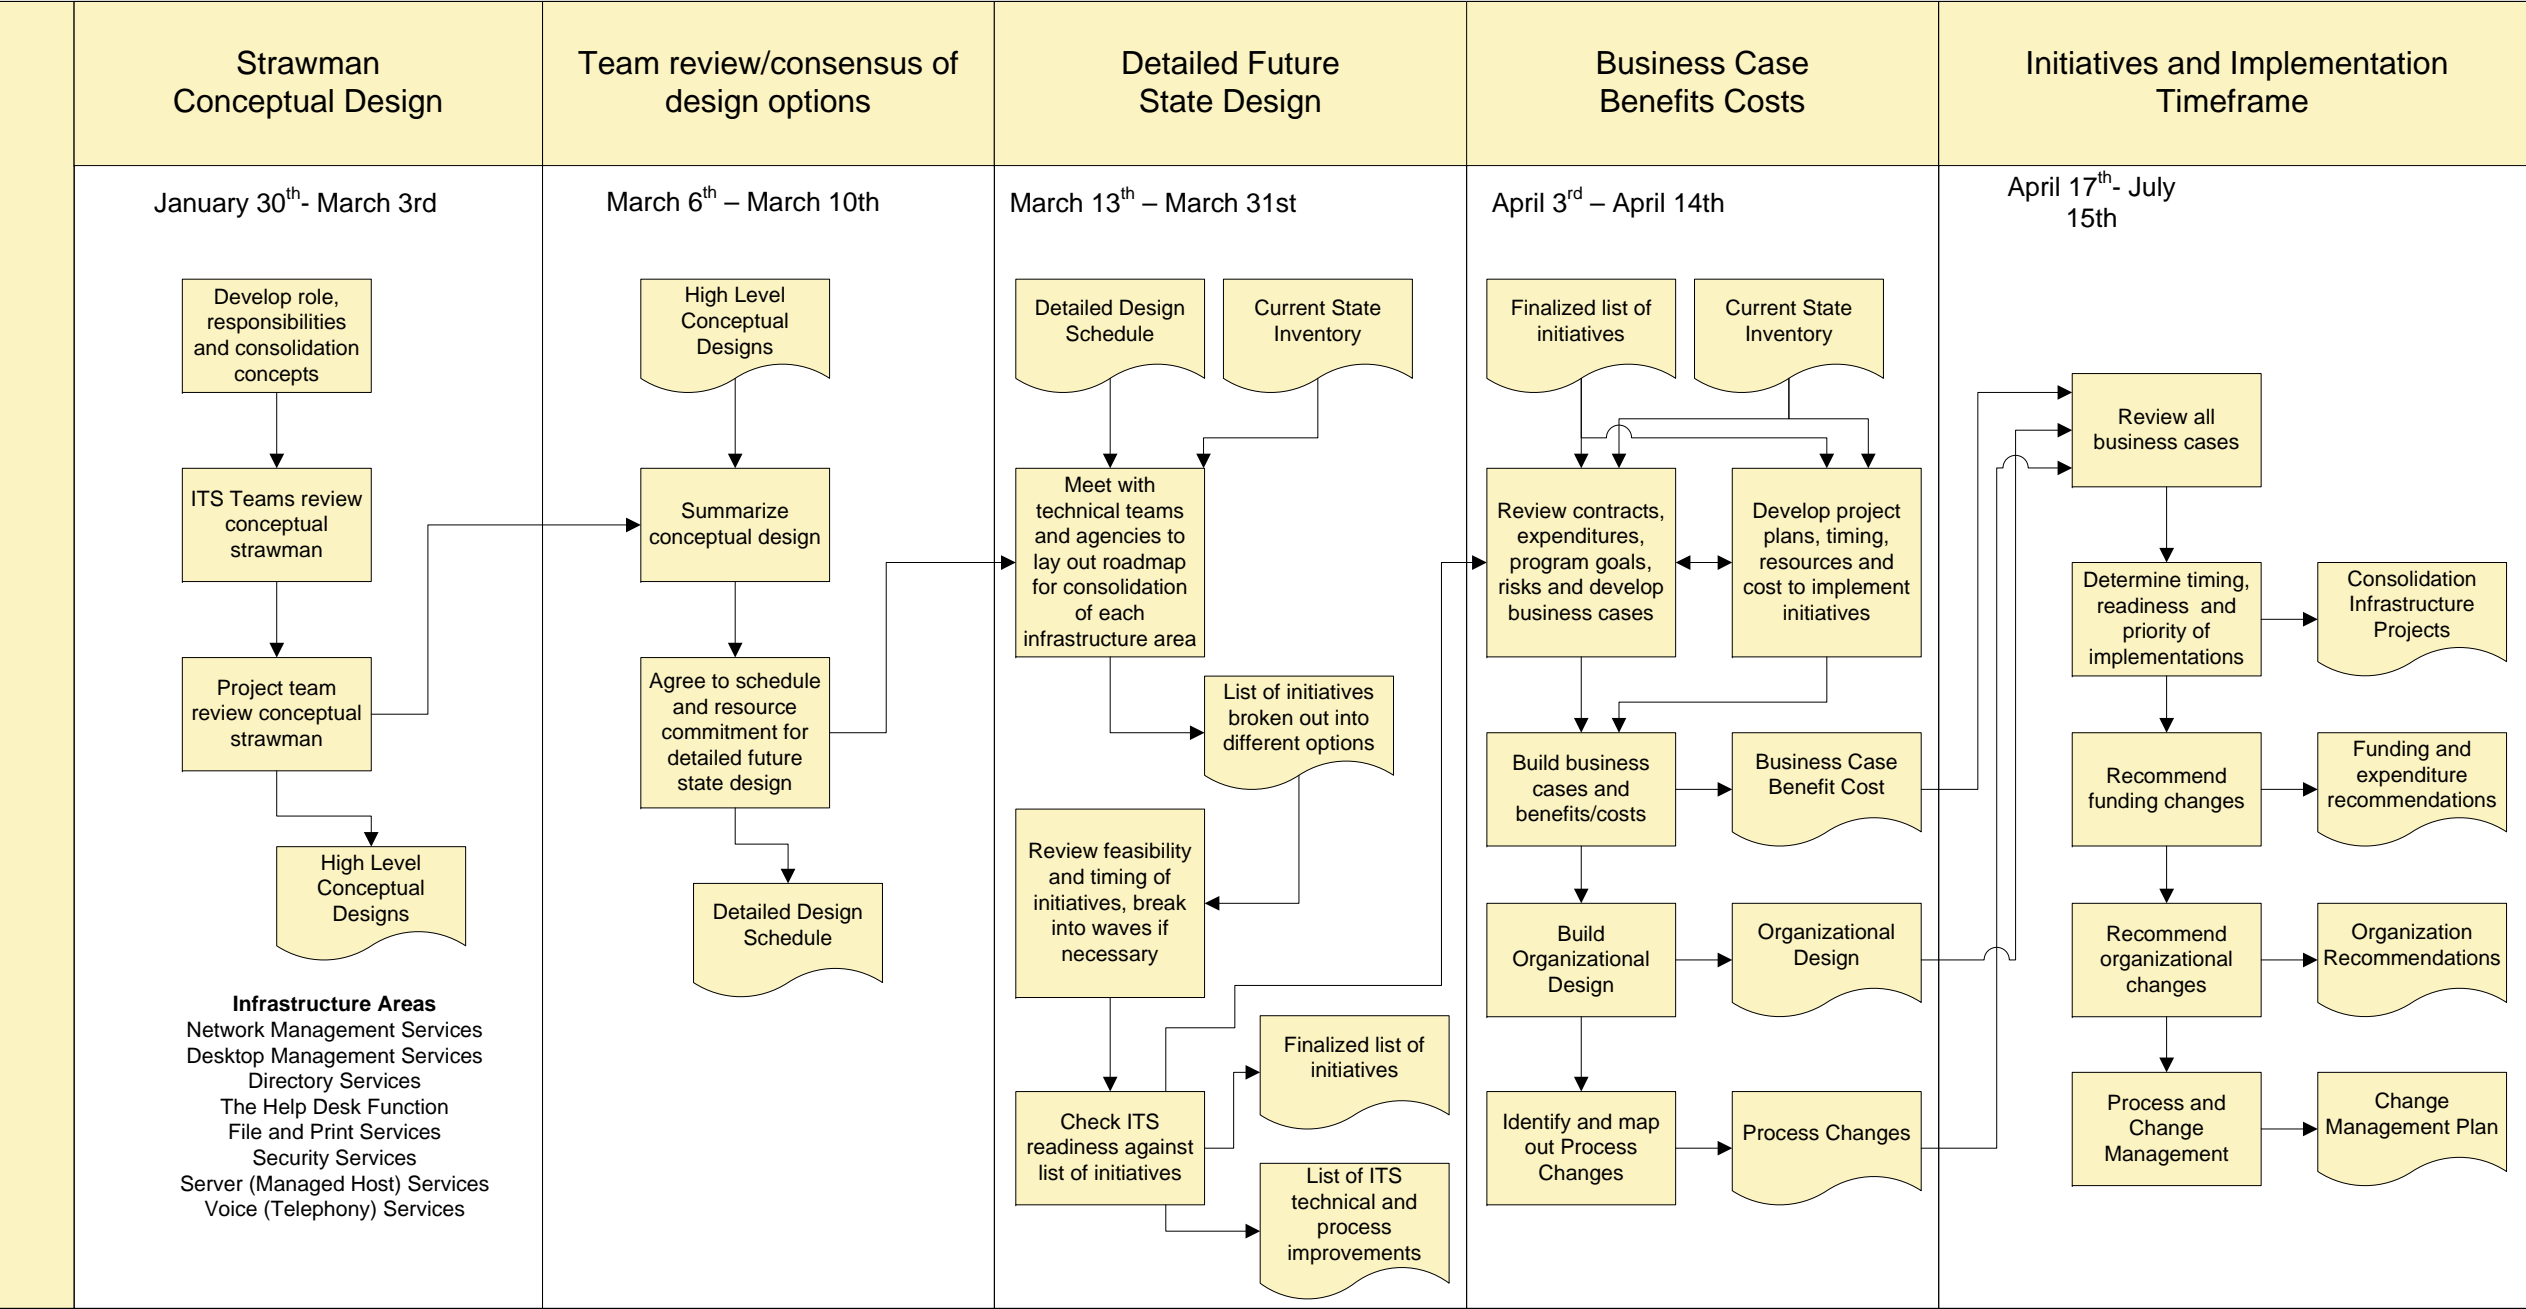 Strawman
Conceptual Design
Team review/consensus of
design options
Detailed Future
State Design
Business Case
Benefits Costs
Initiatives and Implementation
Timeframe
January 30th- March 3rd
March 6th – March 10th
March 13th – March 31st
April 3rd – April 14th
April 17th- July
15th
Develop role,
responsibilities
and consolidation
concepts
ITS Teams review
conceptual
strawman
Project team
review conceptual
strawman
High Level
Conceptual
Designs
Infrastructure Areas
Network Management Services
Desktop Management Services
Directory Services
The Help Desk Function
File and Print Services
Security Services
Server (Managed Host) Services
Voice (Telephony) Services
High Level
Conceptual
Designs
Summarize
conceptual design
Agree to schedule
and resource
commitment for
detailed future
state design
Detailed Design
Schedule
Detailed Design
Schedule
Current State
Inventory
Meet with
technical teams
and agencies to
lay out roadmap
for consolidation
of each
infrastructure area
List of initiatives
broken out into
different options
Review feasibility
and timing of
initiatives, break
into waves if
necessary
Finalized list of
initiatives
Check ITS
readiness against
list of initiatives
List of ITS
technical and
process
improvements
Finalized list of
initiatives
Current State
Inventory
Review contracts,
expenditures,
program goals,
risks and develop
business cases
Develop project
plans, timing,
resources and
cost to implement
initiatives
Build business
cases and
benefits/costs
Business Case
Benefit Cost
Build
Organizational
Design
Organizational
Design
Identify and map
out Process
Changes
Process Changes
Review all
business cases
Determine timing,
readiness and
priority of
implementations
Consolidation
Infrastructure
Projects
Recommend
funding changes
Funding and
expenditure
recommendations
Recommend
organizational
changes
Organization
Recommendations
Process and
Change
Management
Change
Management Plan